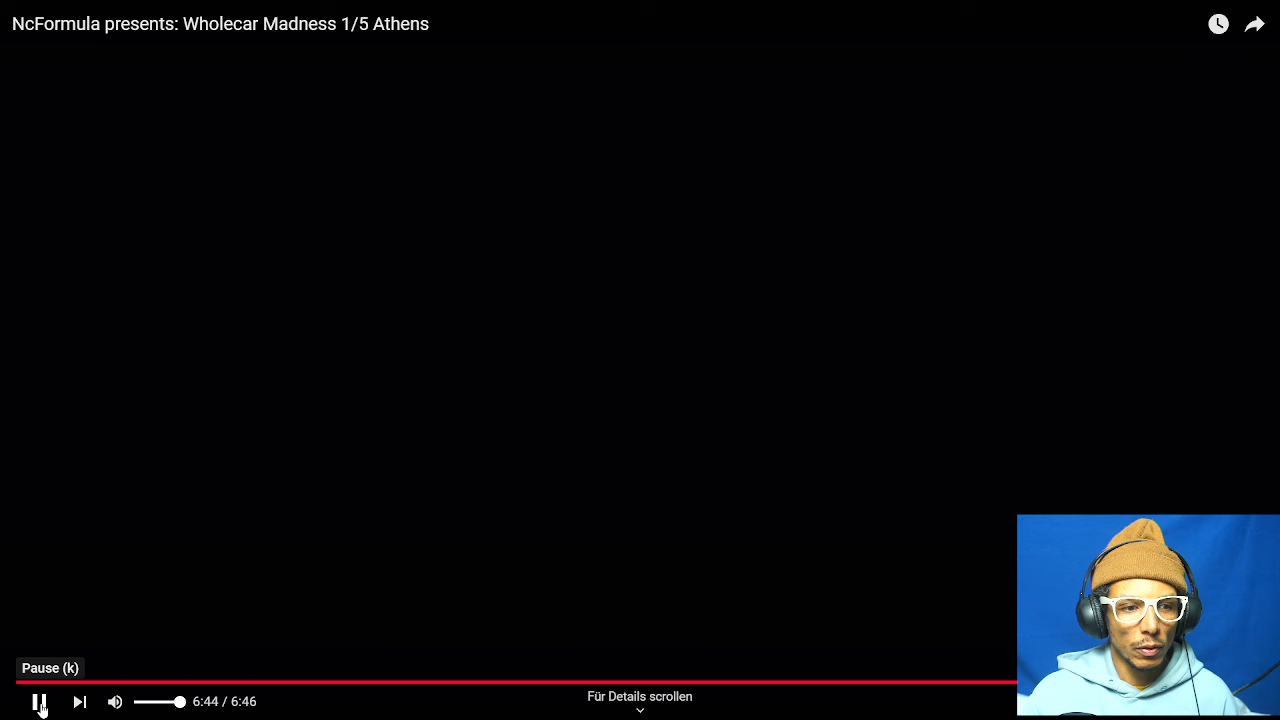 NcFormula presents: Wholecar Madness 1/5 Athens
Pause (k)
6:44 / 6:46
Für Details scrollen